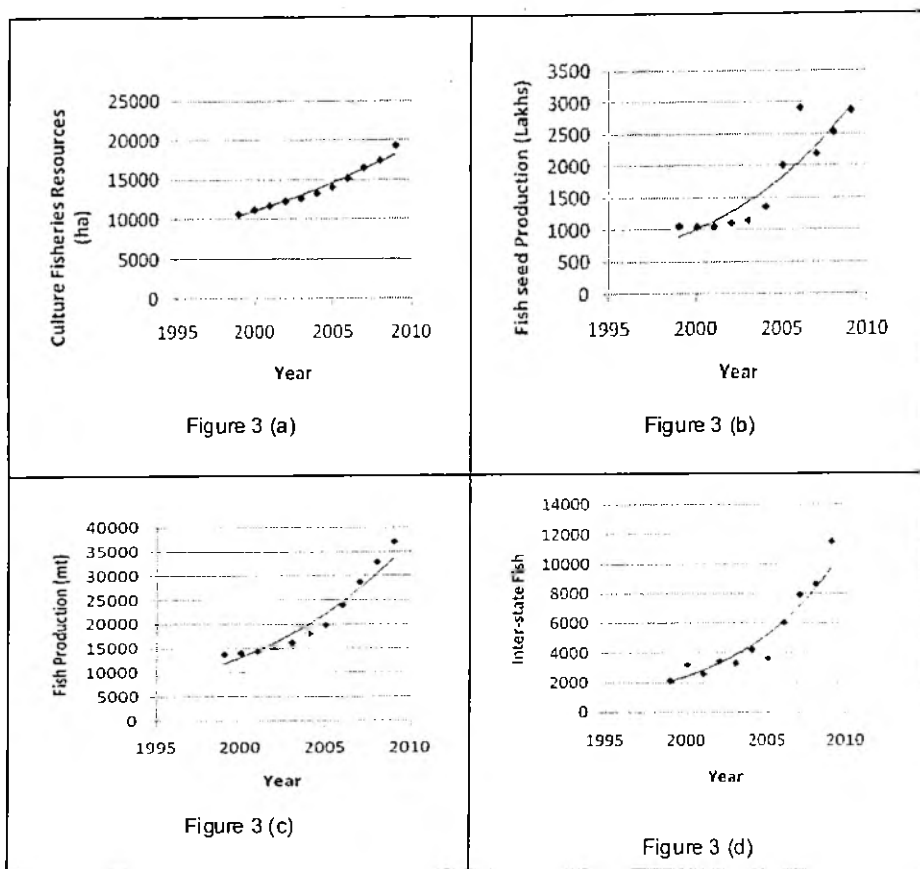 Culture Fisheries Resources
(ha)
25000
20000
15000
10000
5000
0
1995 2000 2005 2010
Year
Figure 3 (a)
Fish seed Production (Lakhs)
3500
3000
2500
2000
1500
1000
500
0
1995 2000 2005 2010
Year
Figure 3 (b)
Fish Production (mt)
40000
35000
30000
25000
20000
15000
10000
5000
0
1995 2000 2005 2010
Year
Figure 3 (c)
Inter-state Fish
14000
12000
10000
8000
6000
4000
2000
0
1995 2000 2005 2010
Year
Figure 3 (d)